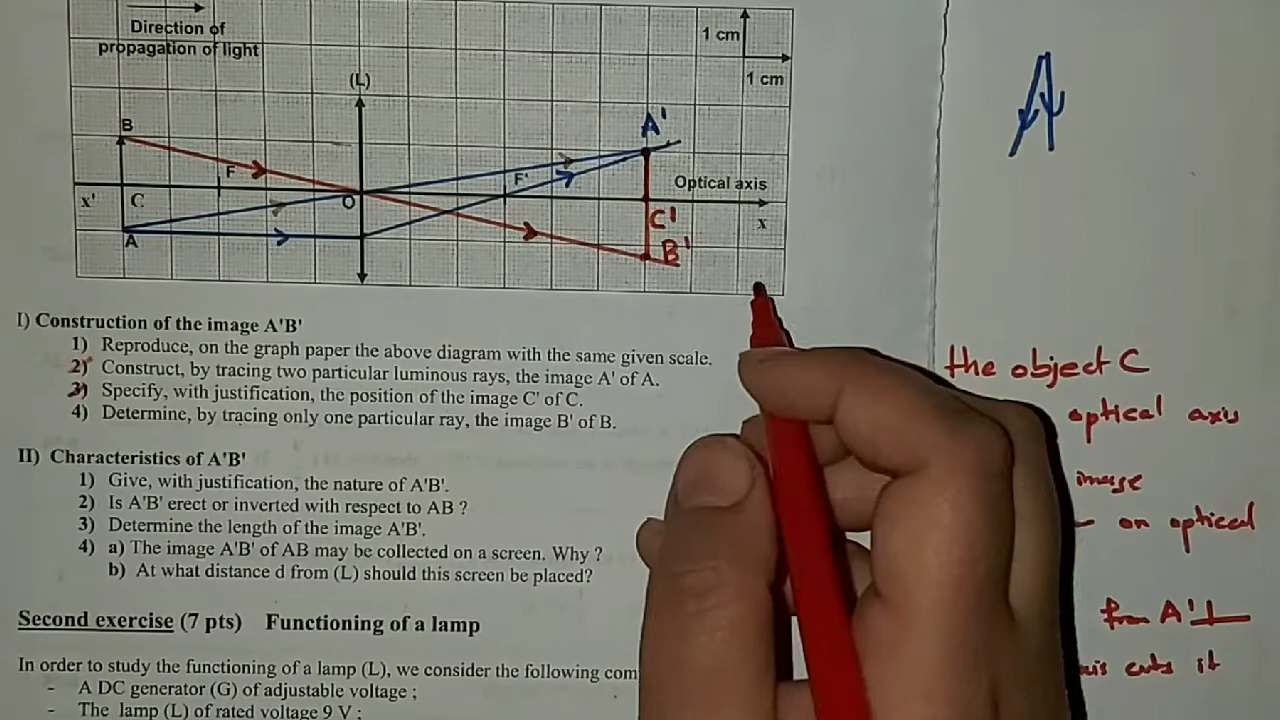 Direction of
propagation of light
1 cm
1 cm
(L)
B
A'
F
F'
Optical axis
x'
C
O
C'
x
A
B'
I) Construction of the image A'B'
1) Reproduce, on the graph paper the above diagram with the same given scale.
2) Construct, by tracing two particular luminous rays, the image A' of A.
3) Specify, with justification, the position of the image C' of C.
4) Determine, by tracing only one particular ray, the image B' of B.
II) Characteristics of A'B'
1) Give, with justification, the nature of A'B'.
2) Is A'B' erect or inverted with respect to AB ?
3) Determine the length of the image A'B'.
4) a) The image A'B' of AB may be collected on a screen. Why ?
b) At what distance d from (L) should this screen be placed?
Second exercise (7 pts) Functioning of a lamp
In order to study the functioning of a lamp (L), we consider the following com
- A DC generator (G) of adjustable voltage ;
- The lamp (L) of rated voltage 9 V ;
the object C
optical axis
image
on optical
from A' ⊥
cuts it